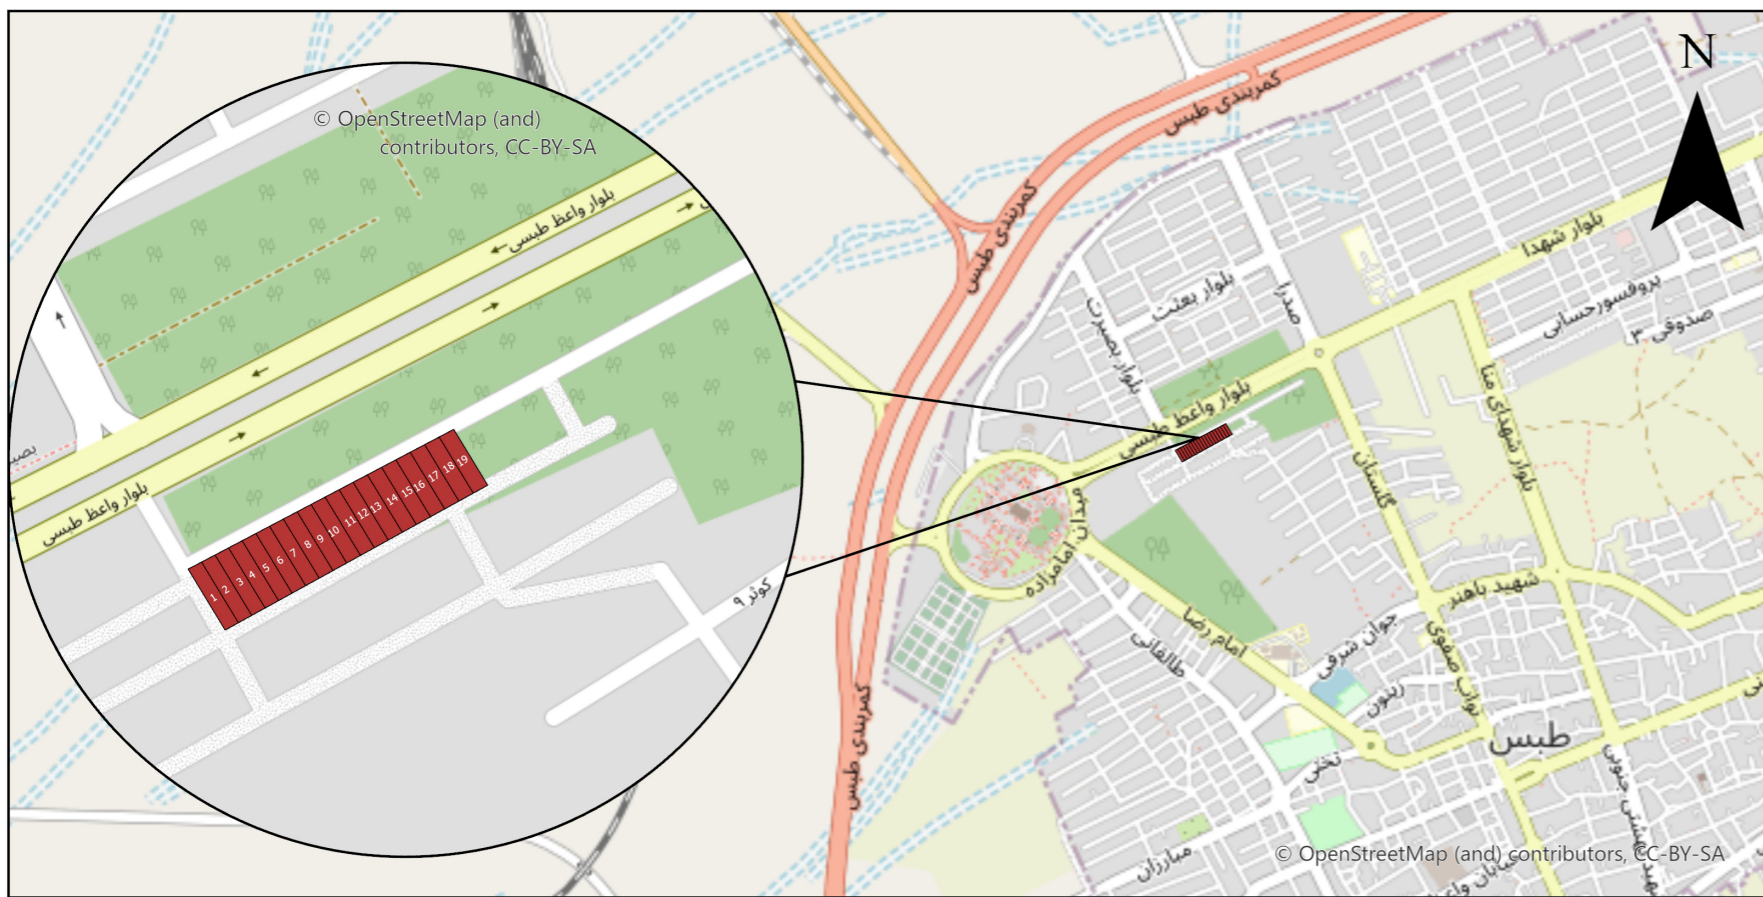 © OpenStreetMap (and)
contributors, CC-BY-SA
بلوار واعظ طبسی
بلوار واعظ طبسی
کوثر ۹
1 2 3 4 5 6 7 8 9 10 11 12 13 14 15 16 17 18 19
N
کمربندی طبس
کمربندی طبس
کمربندی طبس
بلوار شهدا
پروفسورحسابی
صدوقی ۳
بلوار بعثت
صدرا
بلوار بصیرت
بلوار واعظ طبسی
بلوار شهدای منا
گلستان
میدان امامزاده
شهید باهنر
امام رضا
جوان شرقی
طالقانی
زیتون
نواب صفوی
طبس
تختی
مبارزان
شهید بهشتی جنوبی
© OpenStreetMap (and) contributors, CC-BY-SA